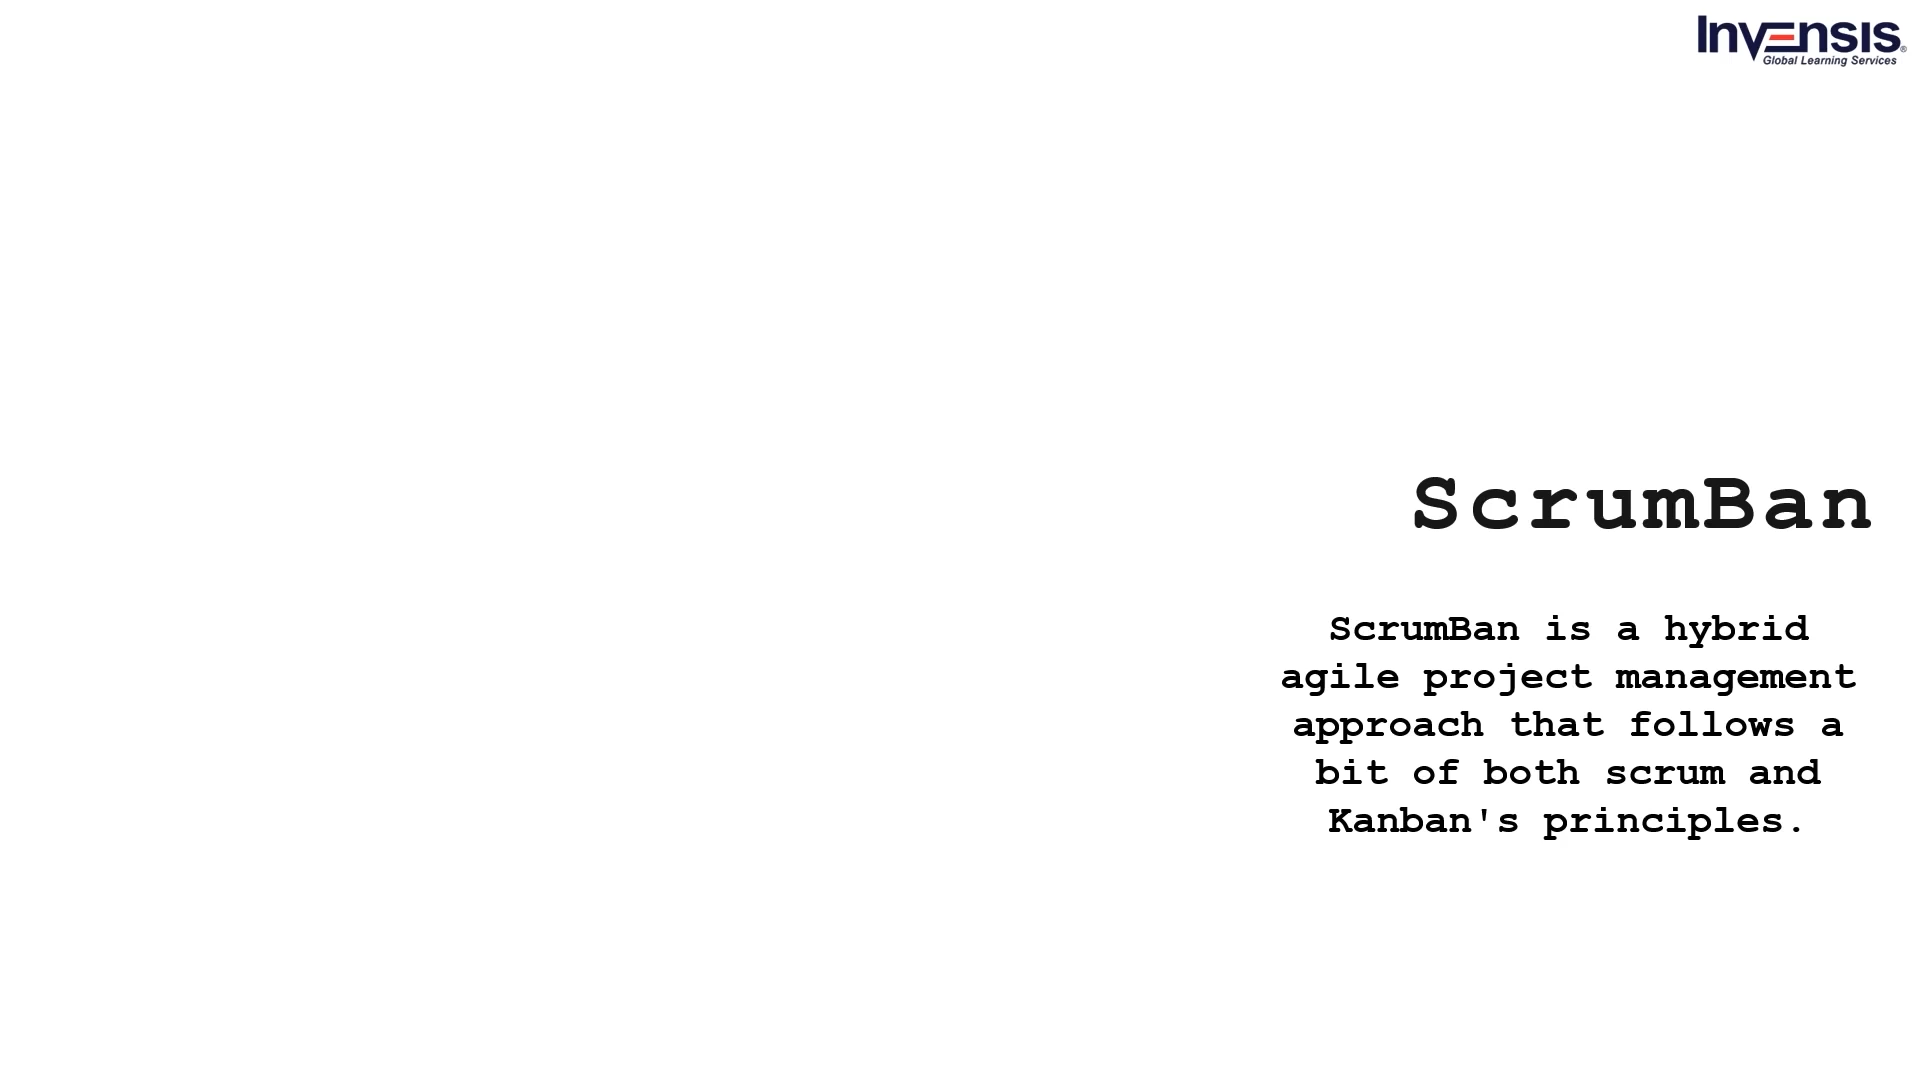 Invensis®
Global Learning Services
ScrumBan
ScrumBan is a hybrid
agile project management
approach that follows a
bit of both scrum and
Kanban's principles.